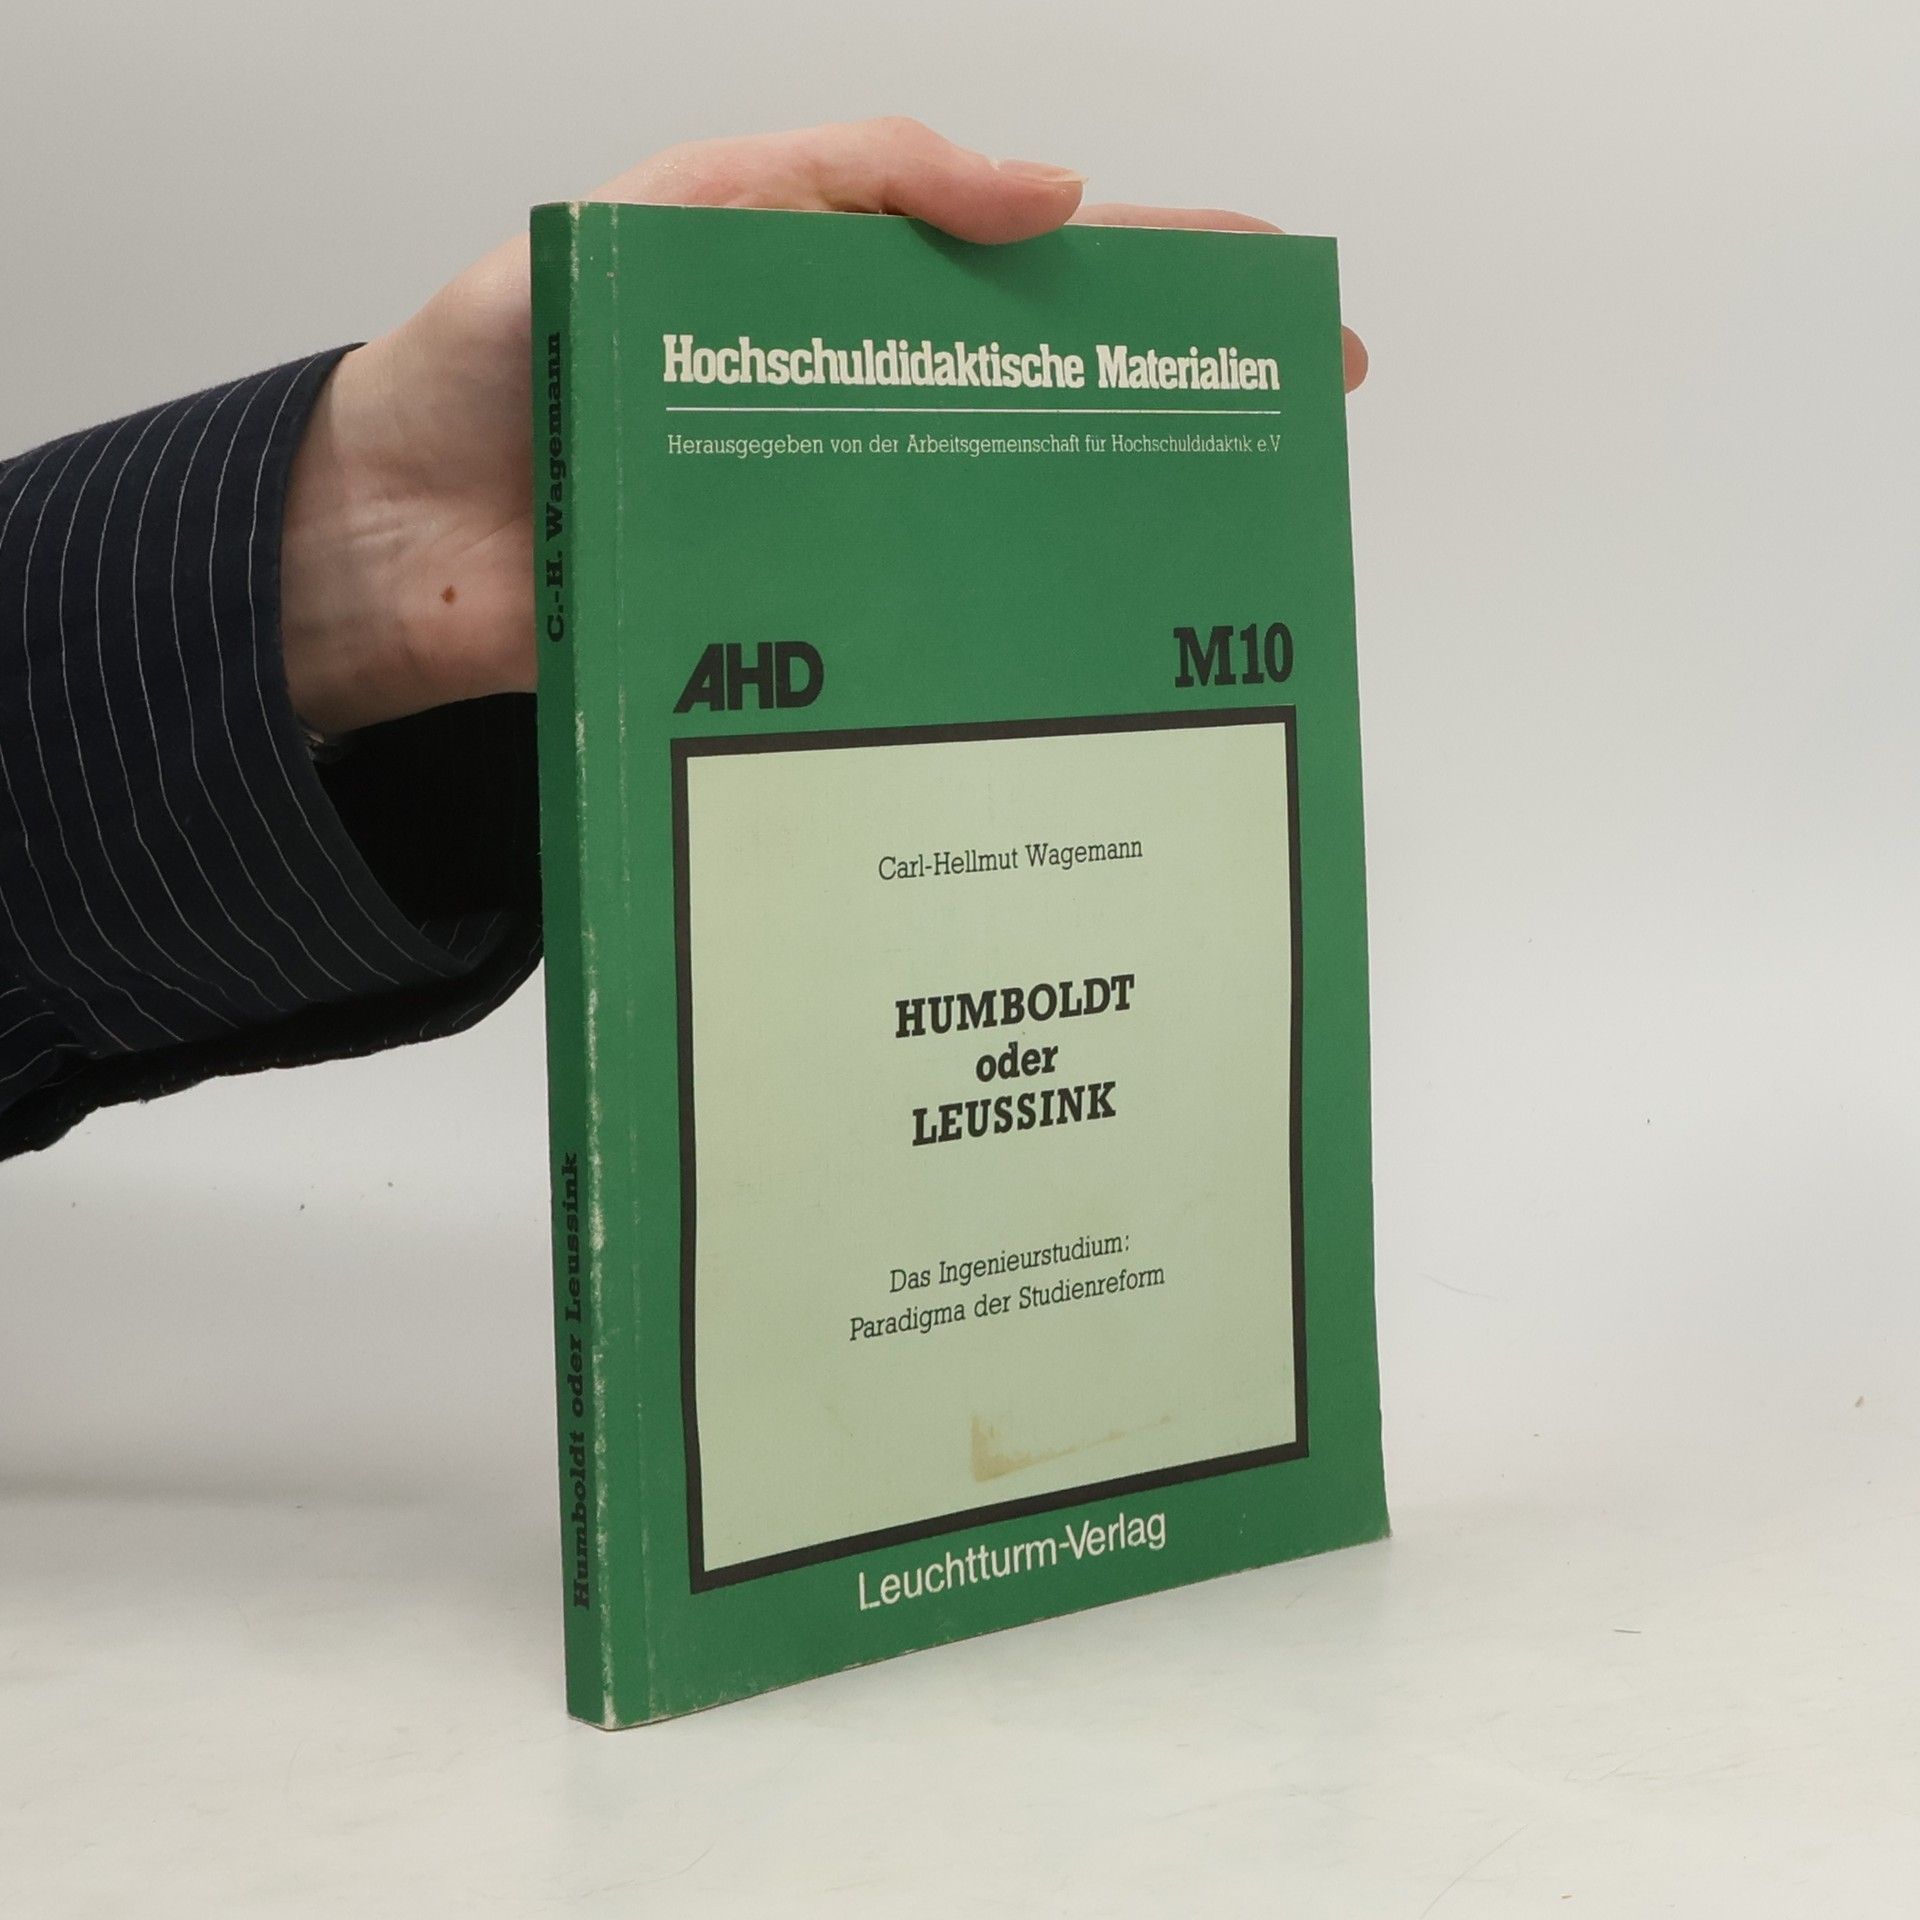 Hochschuldidaktische Materialien
Herausgegeben von der Arbeitsgemeinschaft für Hochschuldidaktik e.V
AHD
M10
Carl-Hellmut Wagemann
HUMBOLDT
oder
LEUSSINK
Das Ingenieurstudium:
Paradigma der Studienreform
Leuchtturm-Verlag
C.-H. Wagemann
Humboldt oder Leussink